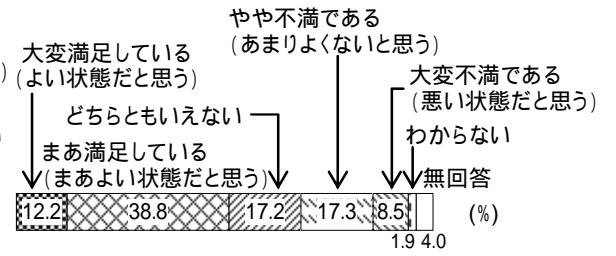 やや不満である
(あまりよくないと思う)
大変満足している
(よい状態だと思う)
大変不満である
(悪い状態だと思う)
どちらともいえない
わからない
まあ満足している
(まあよい状態だと思う)
無回答
12.2 38.8 17.2 17.3 8.5 (%)
1.9 4.0